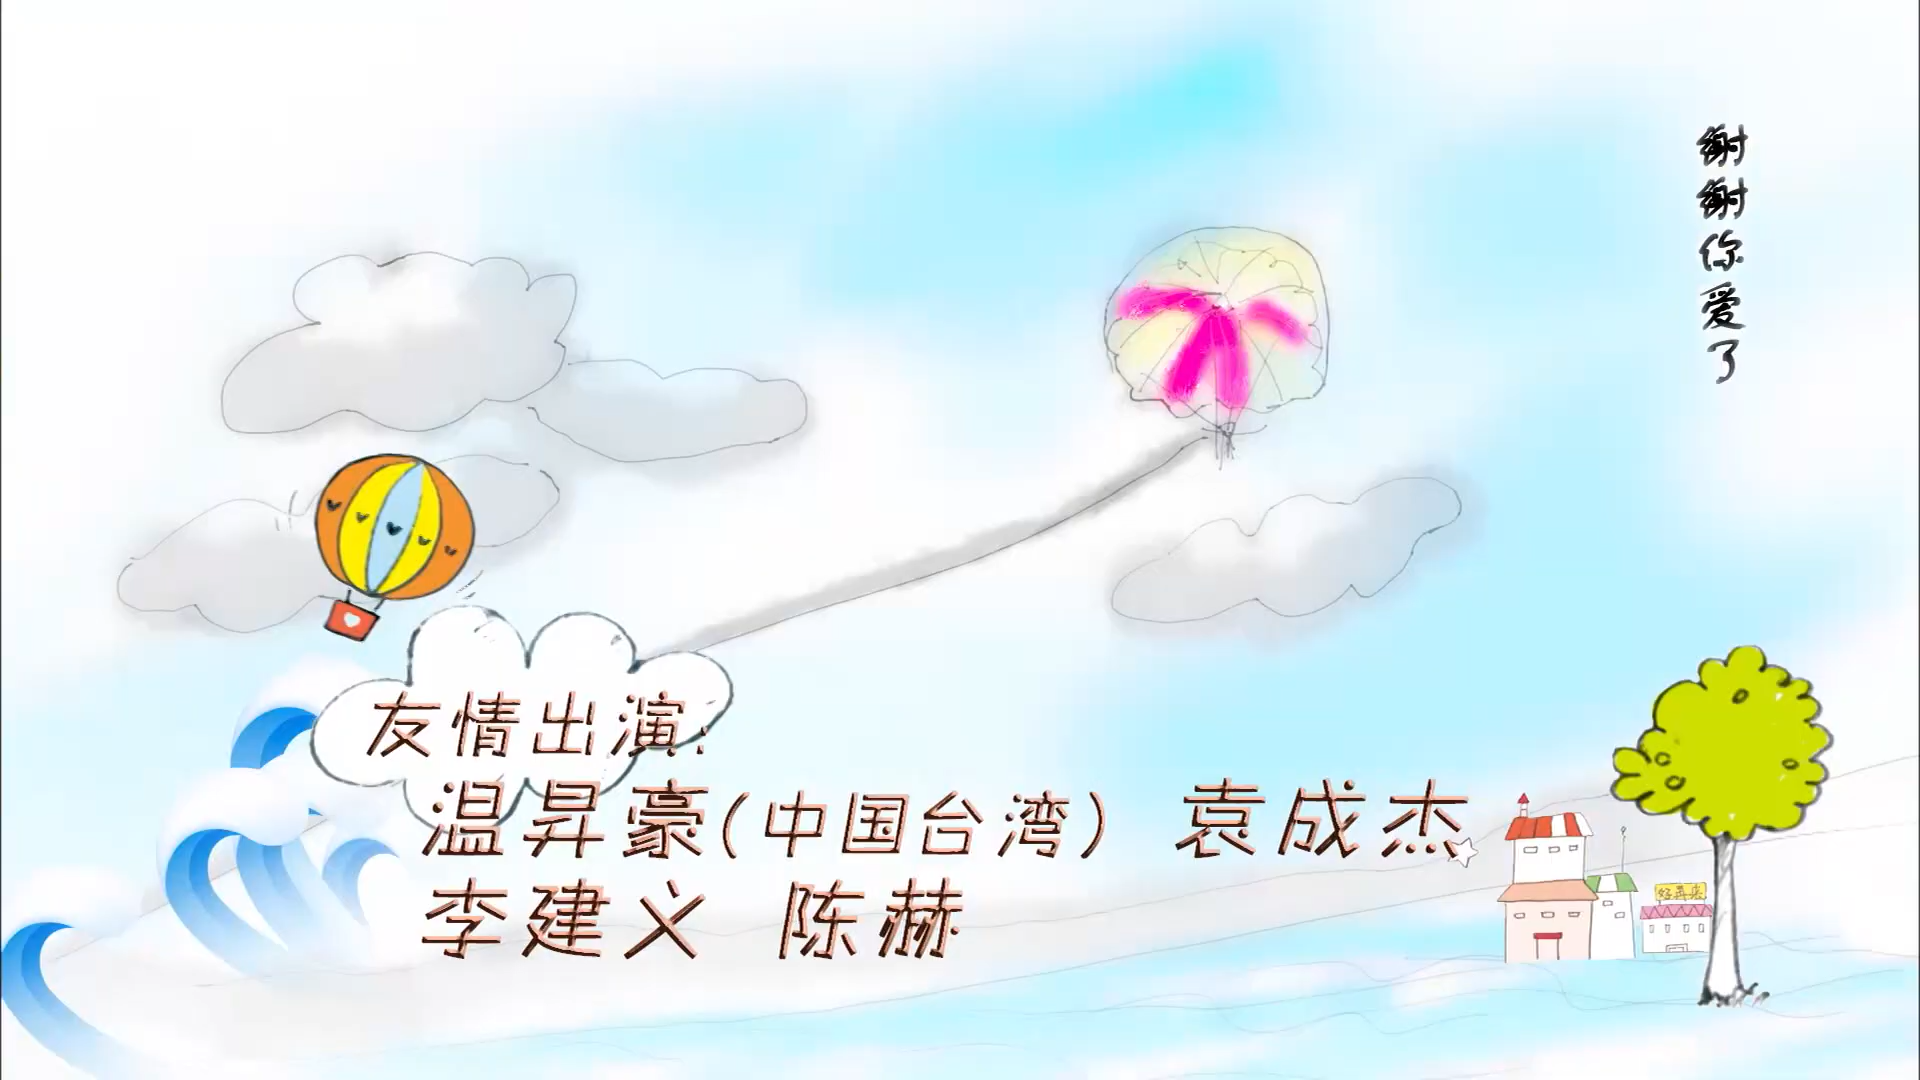 谢谢你爱了
友情出演:
温昇豪(中国台湾) 袁成杰
李建义 陈赫